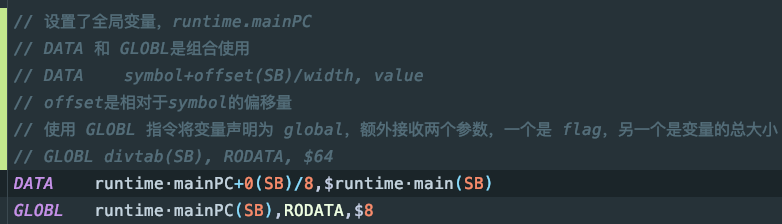 // 设置了全局变量，runtime.mainPC
// DATA 和 GLOBL是组合使用
// DATA    symbol+offset(SB)/width, value
// offset是相对于symbol的偏移量
// 使用 GLOBL 指令将变量声明为 global，额外接收两个参数，一个是 flag，另一个是变量的总大小
// GLOBL divtab(SB), RODATA, $64
DATA    runtime·mainPC+0(SB)/8,$runtime·main(SB)
GLOBL   runtime·mainPC(SB),RODATA,$8